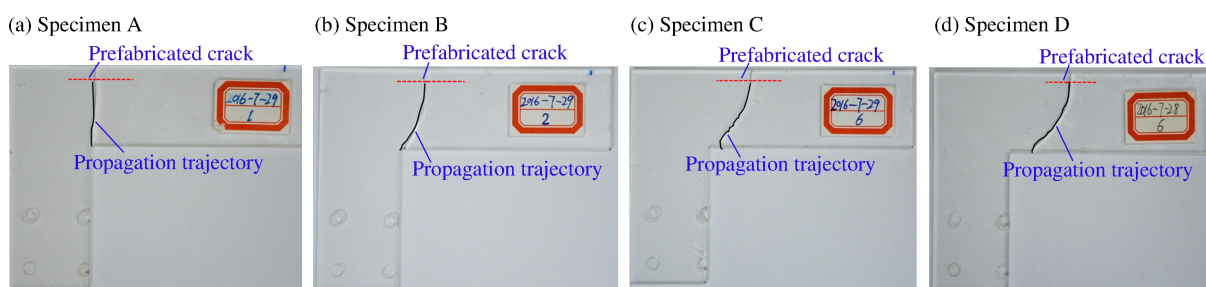 (a) Specimen A
Prefabricated crack
2016-7-29
1
Propagation trajectory
(b) Specimen B
Prefabricated crack
2016-7-29
2
Propagation trajectory
(c) Specimen C
Prefabricated crack
2016-7-29
6
Propagation trajectory
(d) Specimen D
Prefabricated crack
2016-7-28
6
Propagation trajectory